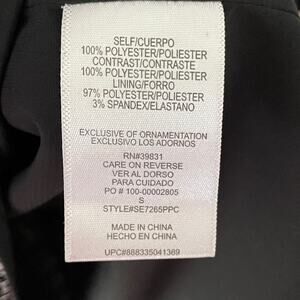 SELF/CUERPO
100% POLYESTER/POLIESTER
CONTRAST/CONTRASTE
100% POLYESTER/POLIESTER
LINING/FORRO
97% POLYESTER/POLIESTER
3% SPANDEX/ELASTANO
EXCLUSIVE OF ORNAMENTATION
EXCLUSIVO LOS ADORNOS
RN#39831
CARE ON REVERSE
VER AL DORSO
PARA CUIDADO
PO # 100-00002805
S
STYLE#SE7265PPC
MADE IN CHINA
HECHO EN CHINA
UPC#888335041369